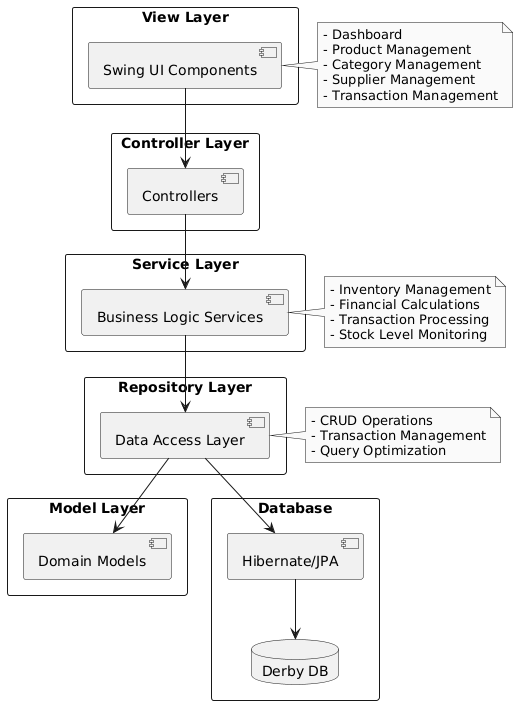 View Layer
Swing UI Components
- Dashboard
- Product Management
- Category Management
- Supplier Management
- Transaction Management
Controller Layer
Controllers
Service Layer
Business Logic Services
- Inventory Management
- Financial Calculations
- Transaction Processing
- Stock Level Monitoring
Repository Layer
Data Access Layer
- CRUD Operations
- Transaction Management
- Query Optimization
Model Layer
Domain Models
Database
Hibernate/JPA
Derby DB